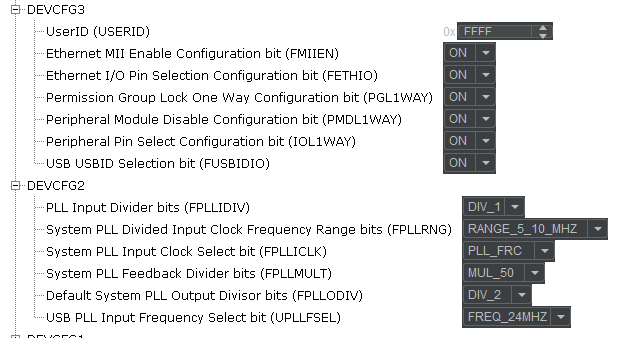 DEVCFG3
UserID (USERID) 0x FFFF
Ethernet MII Enable Configuration bit (FMIIEN) ON
Ethernet I/O Pin Selection Configuration bit (FETHIO) ON
Permission Group Lock One Way Configuration bit (PGL1WAY) ON
Peripheral Module Disable Configuration bit (PMDL1WAY) ON
Peripheral Pin Select Configuration bit (IOL1WAY) ON
USB USBID Selection bit (FUSBIDIO) ON
DEVCFG2
PLL Input Divider bits (FPLLIDIV) DIV_1
System PLL Divided Input Clock Frequency Range bits (FPLLRNG) RANGE_5_10_MHZ
System PLL Input Clock Select bit (FPLLICLK) PLL_FRC
System PLL Feedback Divider bits (FPLLMULT) MUL_50
Default System PLL Output Divisor bits (FPLLODIV) DIV_2
USB PLL Input Frequency Select bit (UPLLFSEL) FREQ_24MHZ
DEVCFG1